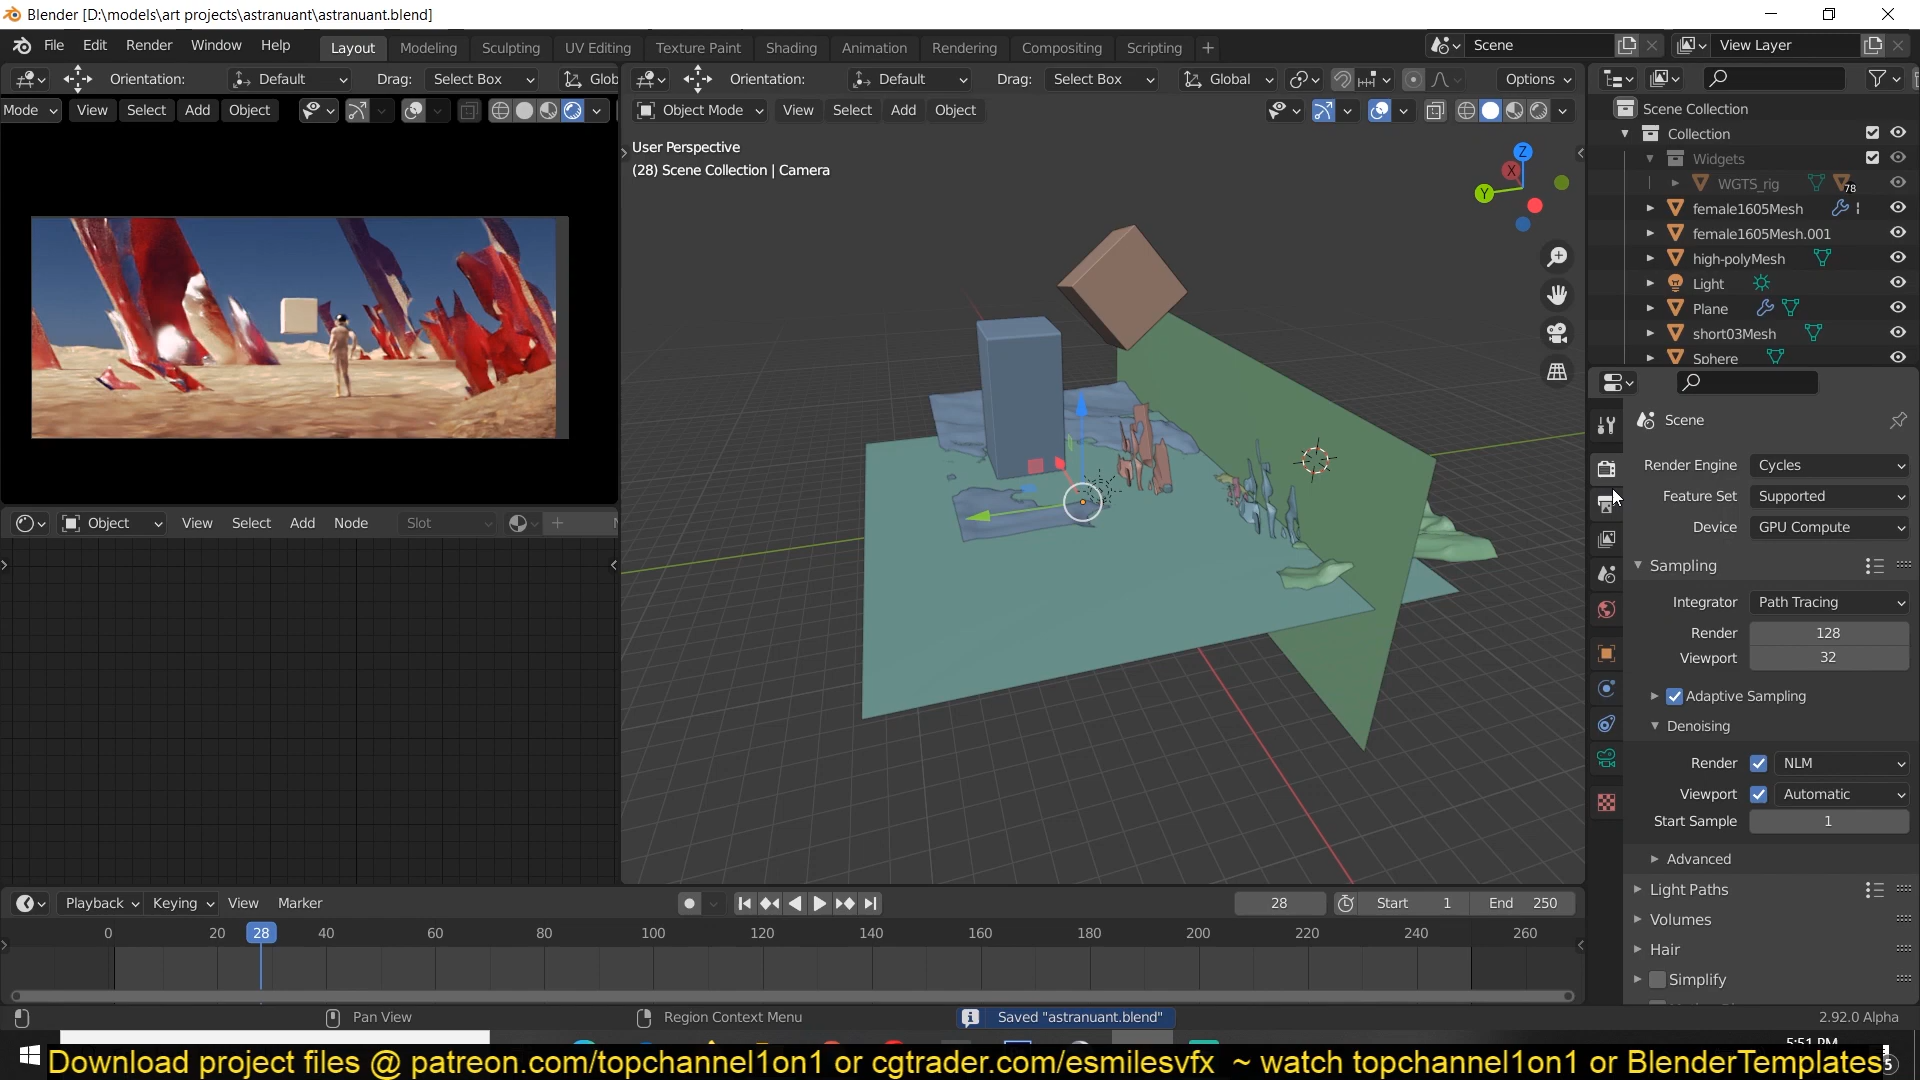 Blender [D:\models\art projects\astranuant\astranuant.blend]
File Edit Render Window Help Layout Modeling Sculpting UV Editing Texture Paint Shading Animation Rendering Compositing Scripting + Scene View Layer
Orientation: Default Drag: Select Box Glob
Orientation: Default Drag: Select Box Global Options
Mode View Select Add Object
Object Mode View Select Add Object
User Perspective
(28) Scene Collection | Camera
Z
X
Y
Scene Collection
Collection
Widgets
WGTS_rig 78
female1605Mesh
female1605Mesh.001
high-polyMesh
Light
Plane
short03Mesh
Sphere
Scene
Render Engine Cycles
Feature Set Supported
Device GPU Compute
Sampling
Integrator Path Tracing
Render 128
Viewport 32
Adaptive Sampling
Denoising
Render NLM
Viewport Automatic
Start Sample 1
Advanced
Light Paths
Volumes
Hair
Simplify
Object View Select Add Node Slot
Playback Keying View Marker 28 Start 1 End 250
0 20 28 40 60 80 100 120 140 160 180 200 220 240 260
Pan View Region Context Menu Saved "astranuant.blend" 2.92.0 Alpha
5:51 PM
Download project files @ patreon.com/topchannel1on1 or cgtrader.com/esmilesvfx ~ watch topchannel1on1 or BlenderTemplates